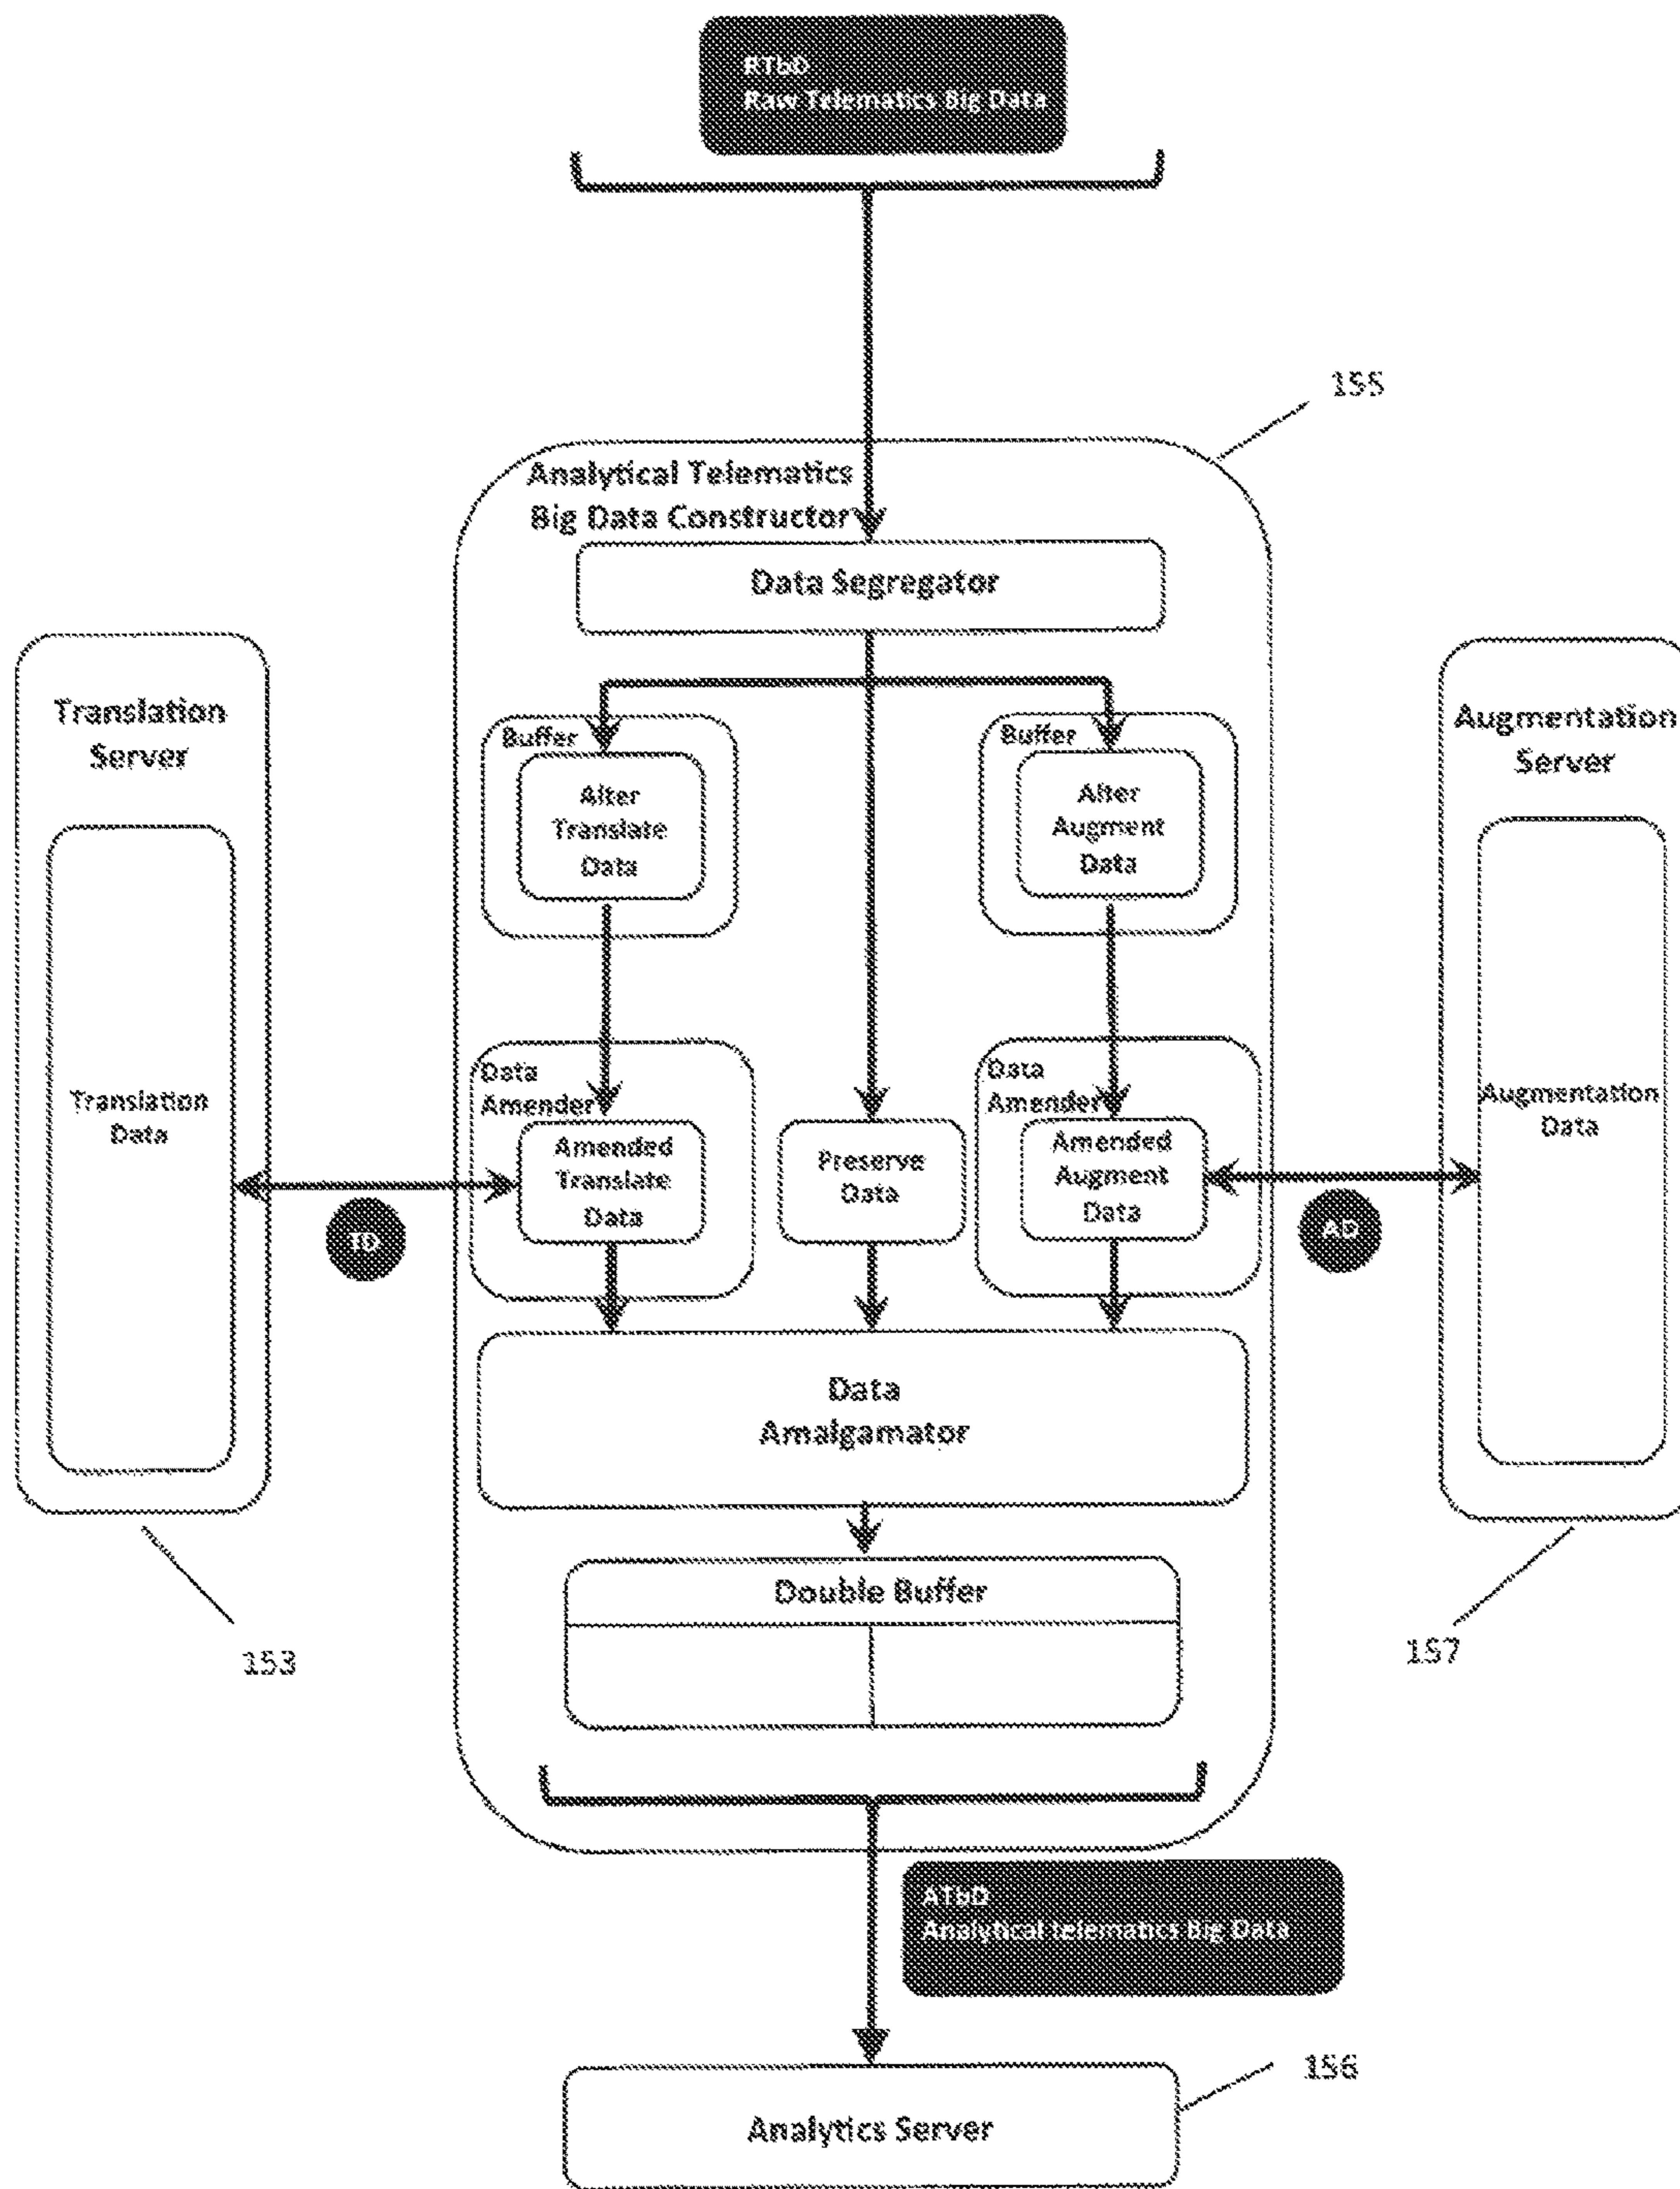 RTbD
Raw Telematics Big Data
155
Analytical Telematics
Big Data Constructor
Data Segregator
Translation
Server
Augmentation
Server
Buffer
Alter
Translate
Data
Buffer
Alter
Augment
Data
Translation
Data
Data
Amender
Amended
Translate
Data
Preserve
Data
Data
Amender
Amended
Augment
Data
Augmentation
Data
TD
AD
Data
Amalgamator
Double Buffer
153
157
ATbD
Analytical telematics Big Data
156
Analytics Server